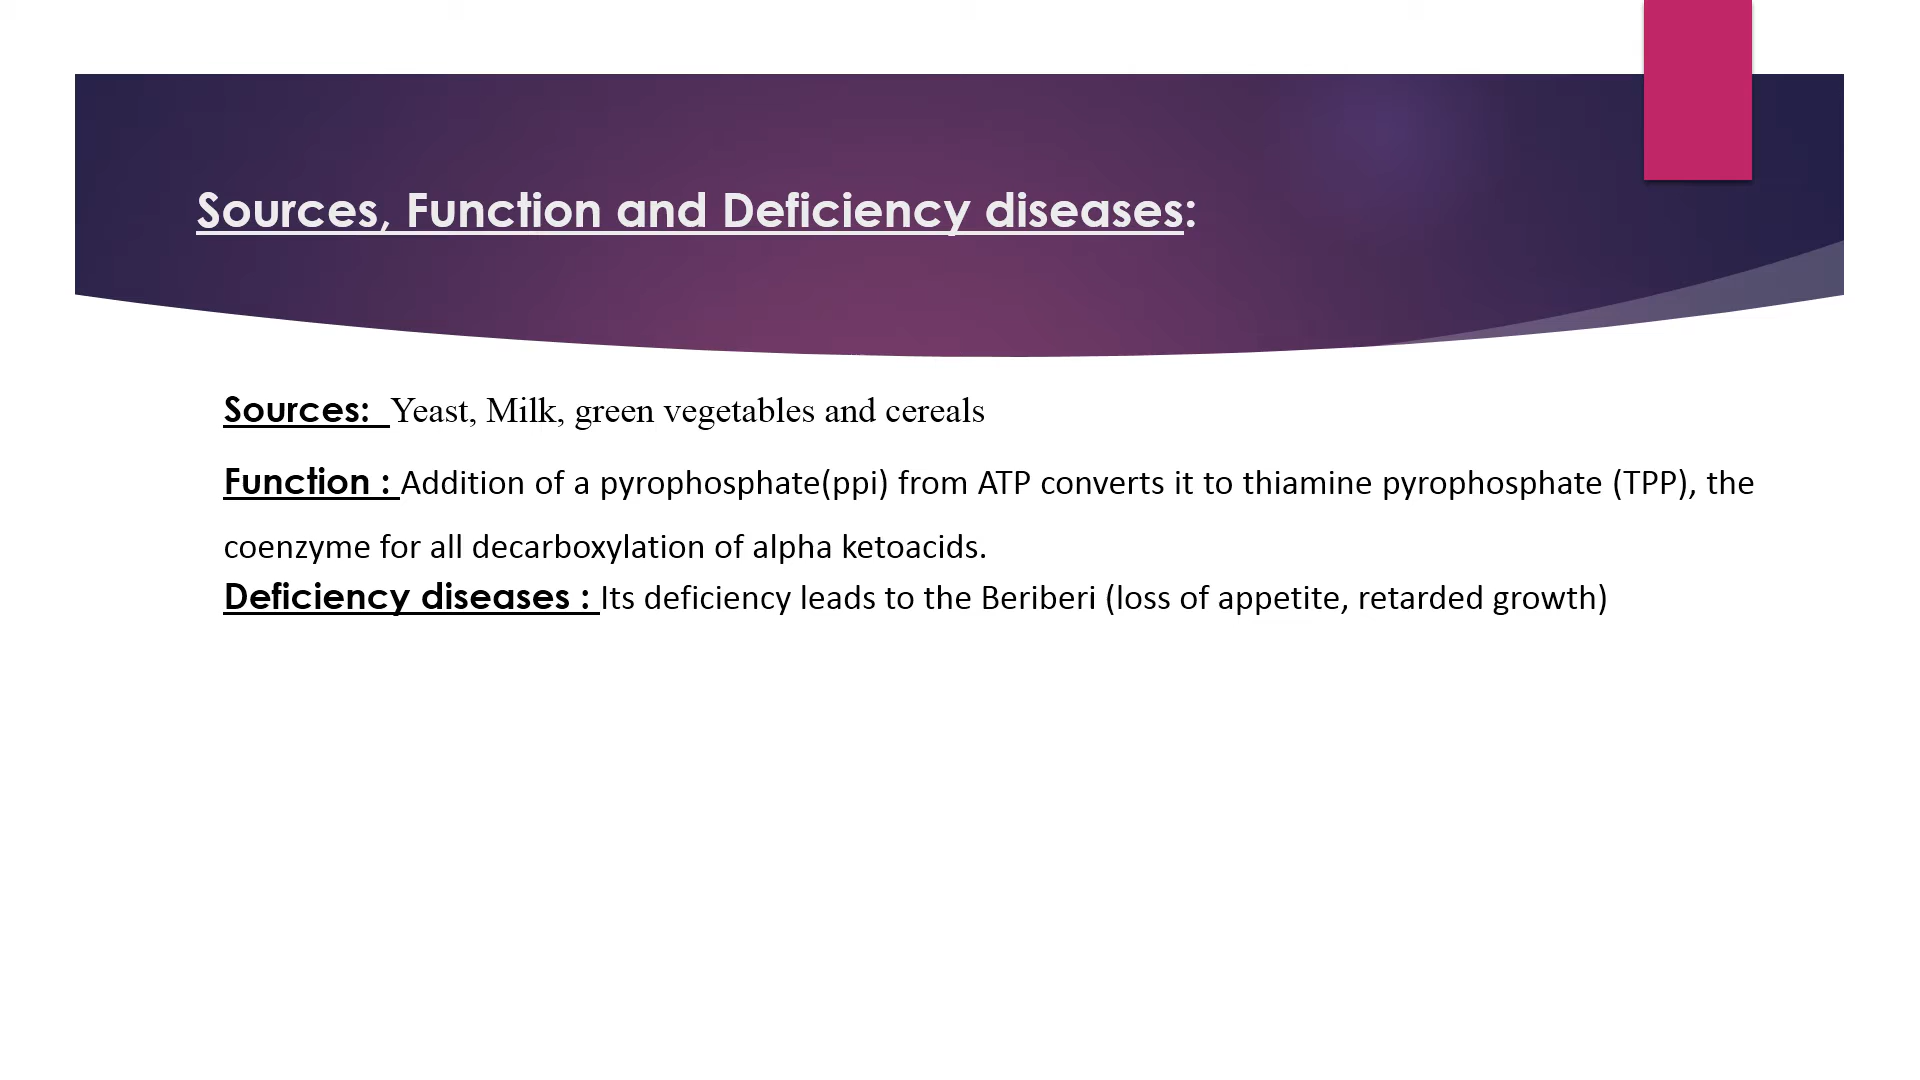 Sources, Function and Deficiency diseases:
Sources: Yeast, Milk, green vegetables and cereals
Function : Addition of a pyrophosphate(ppi) from ATP converts it to thiamine pyrophosphate (TPP), the
coenzyme for all decarboxylation of alpha ketoacids.
Deficiency diseases : Its deficiency leads to the Beriberi (loss of appetite, retarded growth)